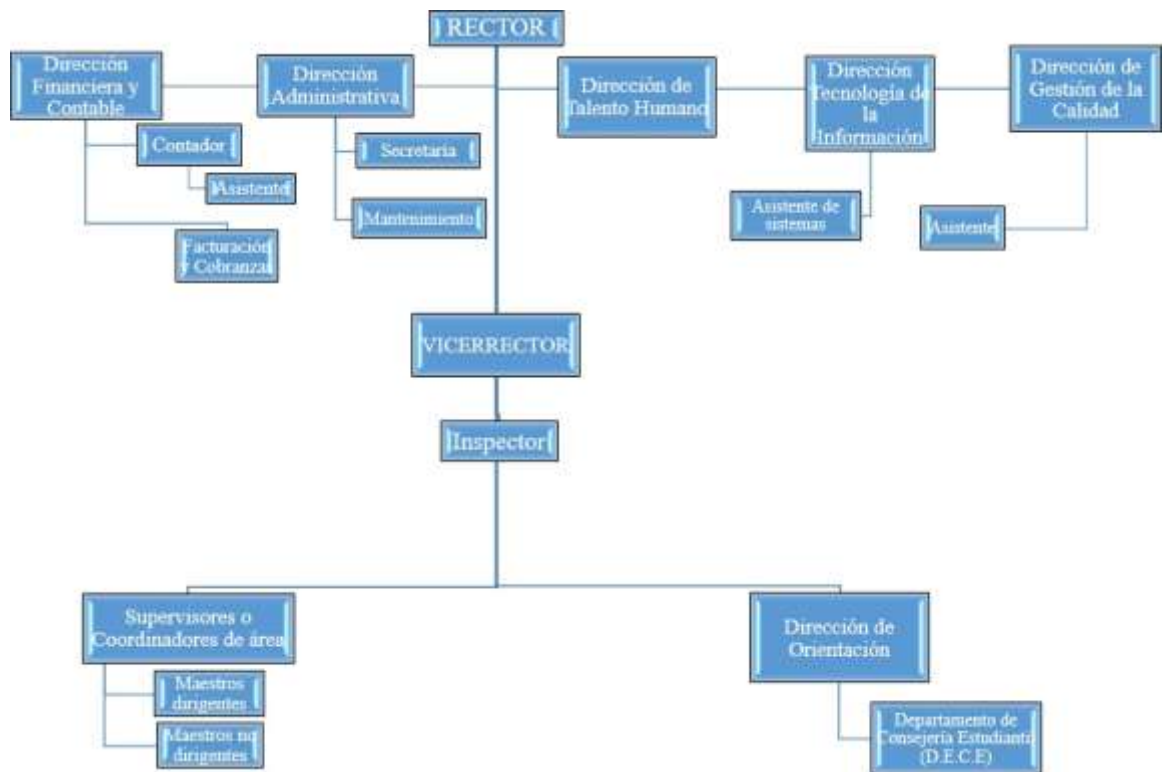 RECTOR
Dirección
Financiera y
Contable
Dirección
Administrativa
Dirección de
Talento Humano
Dirección
Tecnología de
la
Información
Dirección de
Gestión de la
Calidad
Contador
Asistente
Facturación
y Cobranzas
Secretaria
Mantenimiento
Asistente de
sistemas
Asistente
VICERRECTOR
Inspector
Supervisores o
Coordinadores de área
Maestros
dirigentes
Maestros no
dirigentes
Dirección de
Orientación
Departamento de
Consejería Estudiantil
(D.E.C.E)